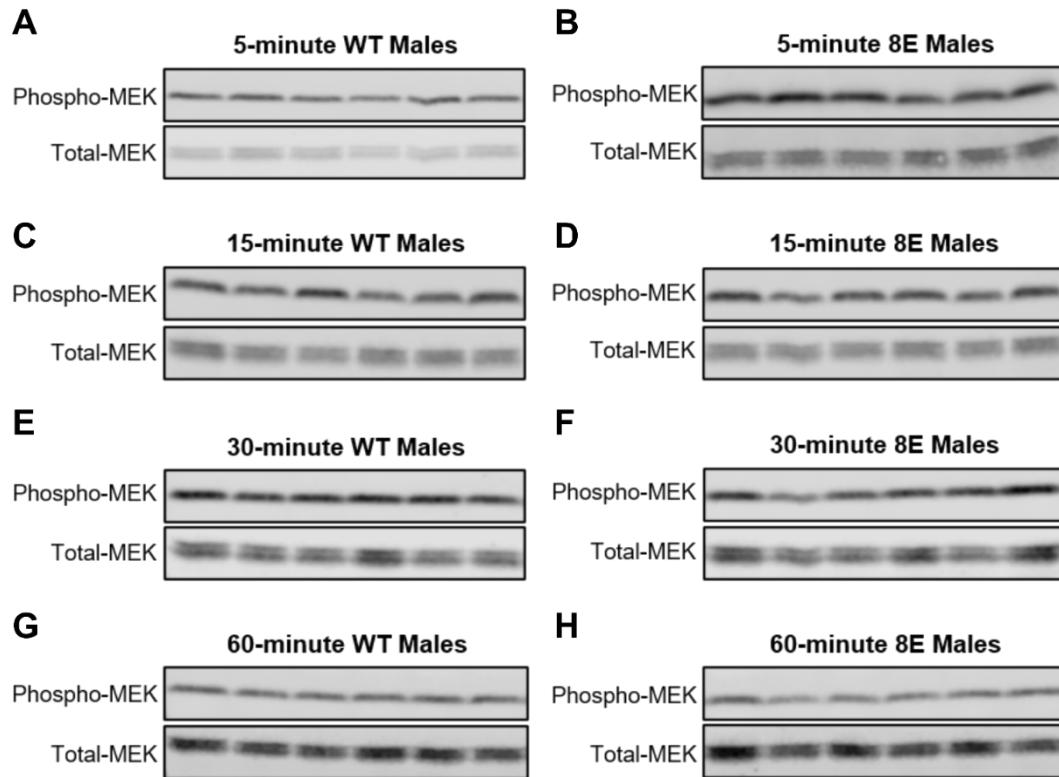 A
5-minute WT Males
Phospho-MEK
Total-MEK
B
5-minute 8E Males
Phospho-MEK
Total-MEK
C
15-minute WT Males
Phospho-MEK
Total-MEK
D
15-minute 8E Males
Phospho-MEK
Total-MEK
E
30-minute WT Males
Phospho-MEK
Total-MEK
F
30-minute 8E Males
Phospho-MEK
Total-MEK
G
60-minute WT Males
Phospho-MEK
Total-MEK
H
60-minute 8E Males
Phospho-MEK
Total-MEK